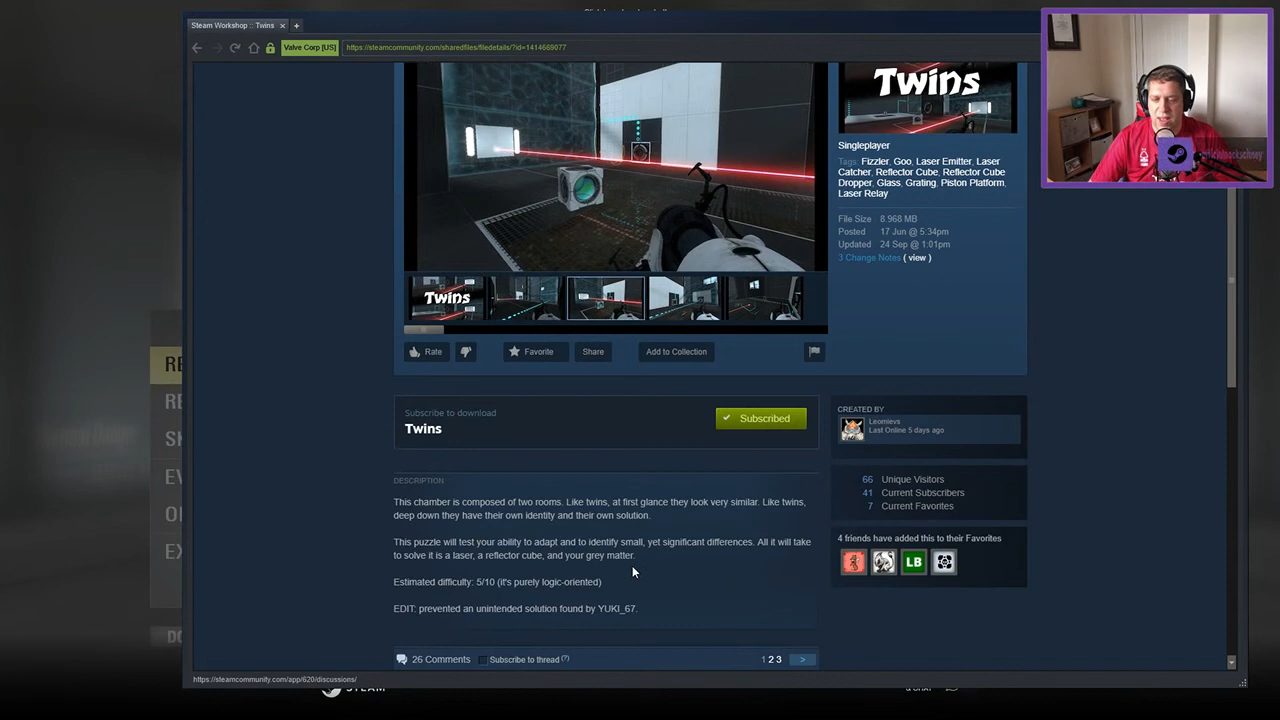 Steam Workshop :: Twins
Valve Corp [US]
https://steamcommunity.com/sharedfiles/filedetails/?id=1414669077
Twins
Singleplayer
Tags: Fizzler, Goo, Laser Emitter, Laser
Catcher, Reflector Cube, Reflector Cube
Dropper, Glass, Grating, Piston Platform,
Laser Relay
File Size 8.968 MB
Posted 17 Jun @ 5:34pm
Updated 24 Sep @ 1:01pm
3 Change Notes ( view )
Twins
Rate
Favorite
Share
Add to Collection
Subscribe to download
Twins
Subscribed
CREATED BY
Leomievs
Last Online 5 days ago
66 Unique Visitors
41 Current Subscribers
7 Current Favorites
4 friends have added this to their Favorites
LB
DESCRIPTION
This chamber is composed of two rooms. Like twins, at first glance they look very similar. Like twins,
deep down they have their own identity and their own solution.
This puzzle will test your ability to adapt and to identify small, yet significant differences. All it will take
to solve it is a laser, a reflector cube, and your grey matter.
Estimated difficulty: 5/10 (it's purely logic-oriented)
EDIT: prevented an unintended solution found by YUKI_67.
26 Comments
Subscribe to thread (?)
1 2 3 >
https://steamcommunity.com/app/620/discussions/
STEAM